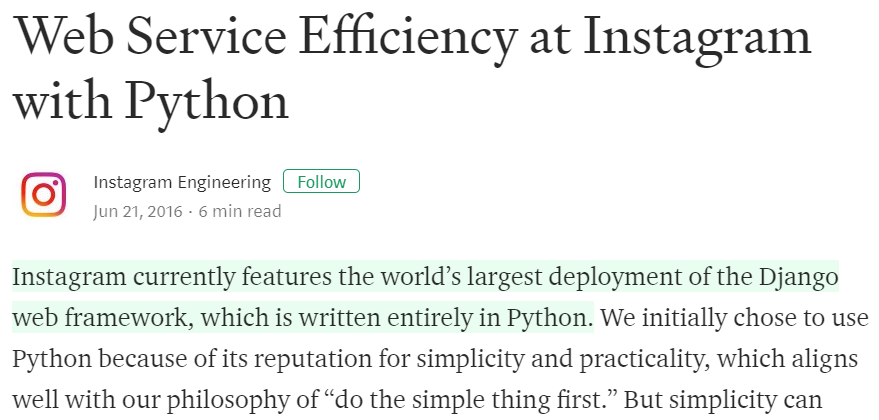 Web Service Efficiency at Instagram
with Python
Instagram Engineering Follow
Jun 21, 2016 · 6 min read
Instagram currently features the world’s largest deployment of the Django
web framework, which is written entirely in Python. We initially chose to use
Python because of its reputation for simplicity and practicality, which aligns
well with our philosophy of “do the simple thing first.” But simplicity can